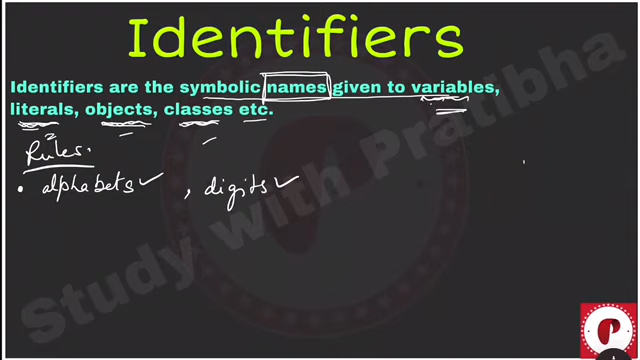 Identifiers
Identifiers are the symbolic names given to variables,
literals, objects, classes etc.
Rules.
• alphabets ✓, digits ✓
Study with Pratibha